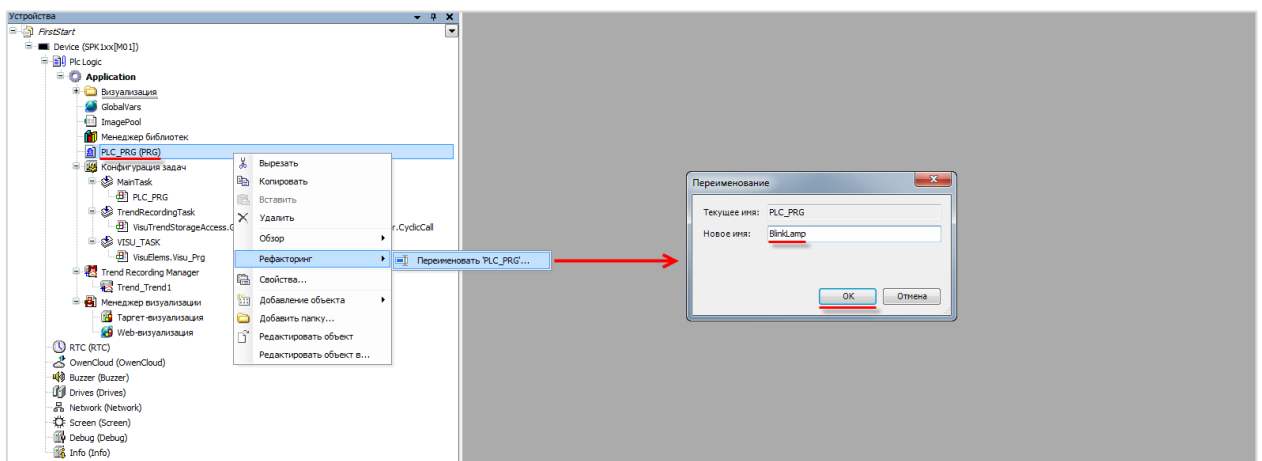 Устройства
FirstStart
Device (SPK1xx[M01])
Plc Logic
Application
Визуализация
GlobalVars
ImagePool
Менеджер библиотек
PLC_PRG (PRG)
Конфигурация задач
MainTask
PLC_PRG
TrendRecordingTask
VisuTrendStorageAccess.G
r.CyclicCall
VISU_TASK
VisuElems.Visu_Prg
Trend Recording Manager
Trend_Trend1
Менеджер визуализации
Таргет-визуализация
Web-визуализация
RTC (RTC)
OwenCloud (OwenCloud)
Buzzer (Buzzer)
Drives (Drives)
Network (Network)
Screen (Screen)
Debug (Debug)
Info (Info)
Вырезать
Копировать
Вставить
Удалить
Обзор
Рефакторинг
Свойства...
Добавление объекта
Добавить папку...
Редактировать объект
Редактировать объект в...
Переименовать 'PLC_PRG'...
Переименование
Текущее имя: PLC_PRG
Новое имя: BlinkLamp
OK Отмена